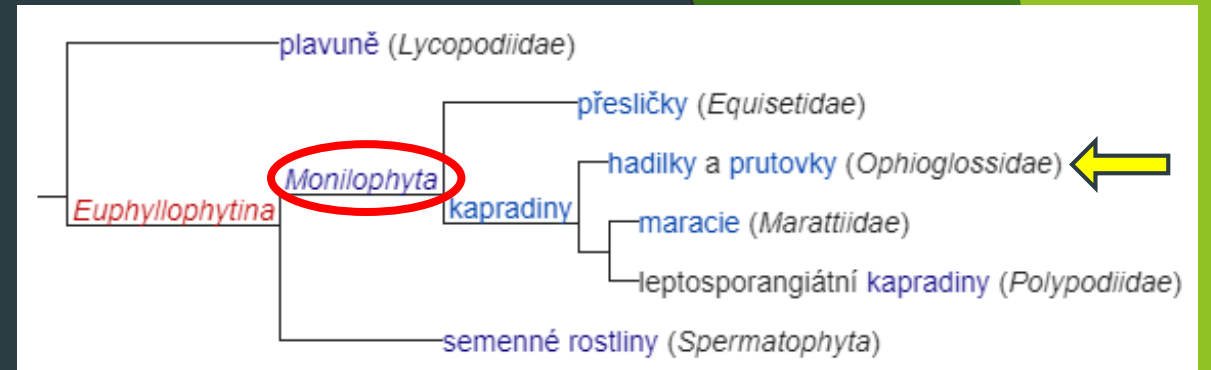 plavuně (Lycopodiidae)
přesličky (Equisetidae)
hadilky a prutovky (Ophioglossidae)
Monilophyta
Euphyllophytina
kapradiny
maracie (Marattiidae)
leptosporangiátní kapradiny (Polypodiidae)
semenné rostliny (Spermatophyta)